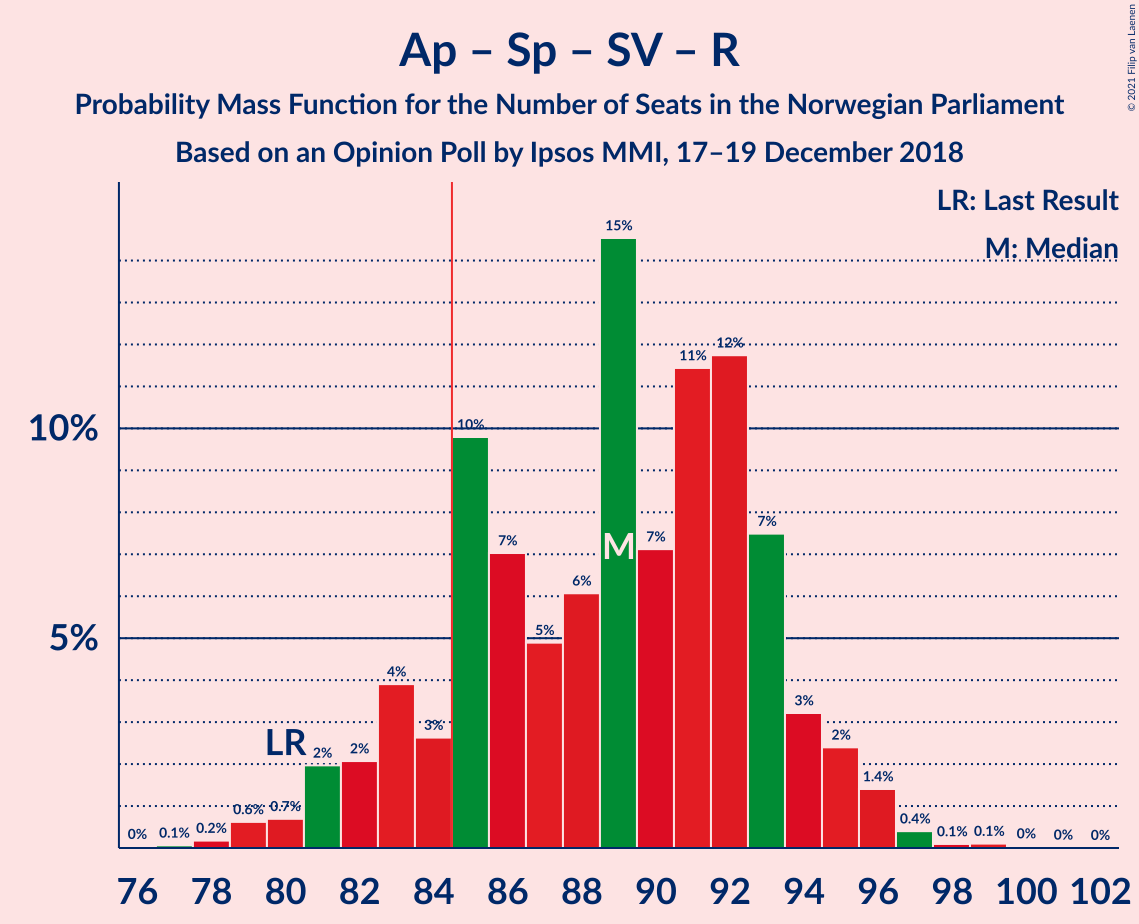 Ap – Sp – SV – R
Probability Mass Function for the Number of Seats in the Norwegian Parliament
Based on an Opinion Poll by Ipsos MMI, 17–19 December 2018
© 2021 Filip van Laenen
LR: Last Result
M: Median
10%
5%
0% 0.1% 0.2% 0.6% 0.7% 2% 2% 4% 3% 10% 7% 5% 6% 15% 7% 11% 12% 7% 3% 2% 1.4% 0.4% 0.1% 0.1% 0% 0% 0%
LR
M
76 78 80 82 84 86 88 90 92 94 96 98 100 102